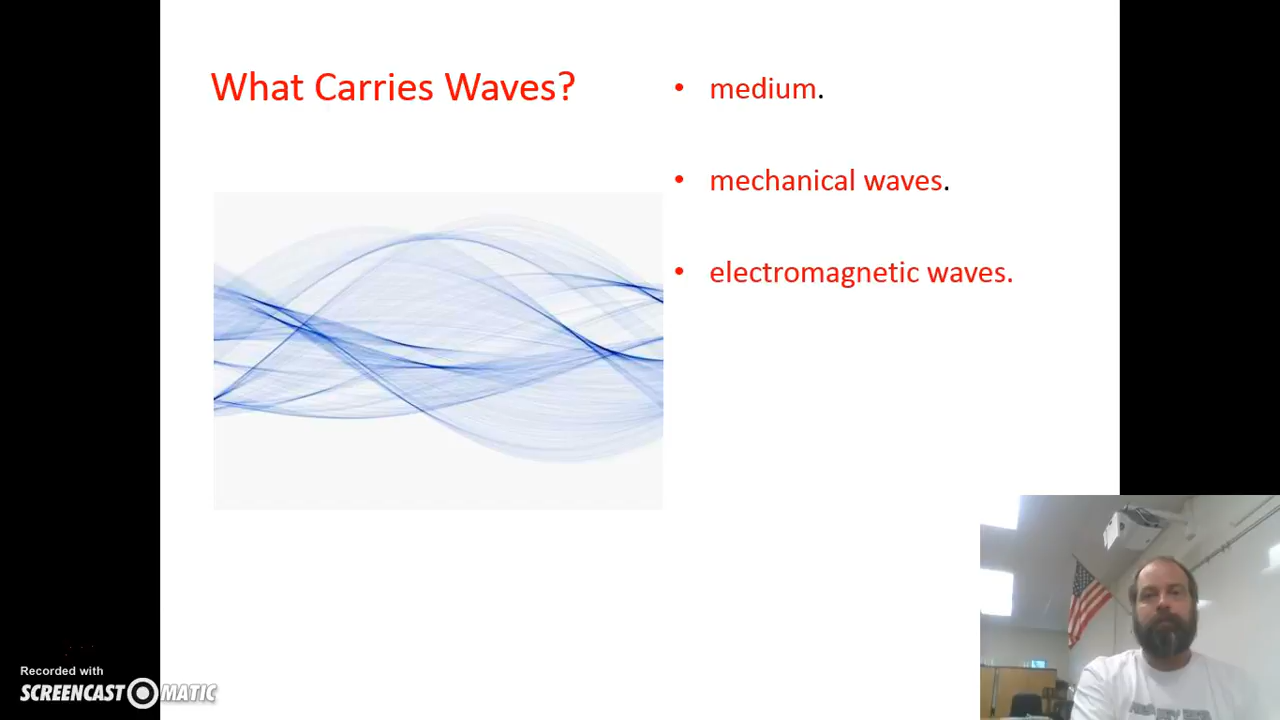 What Carries Waves?
• medium.
• mechanical waves.
• electromagnetic waves.
Recorded with
SCREENCAST MATIC